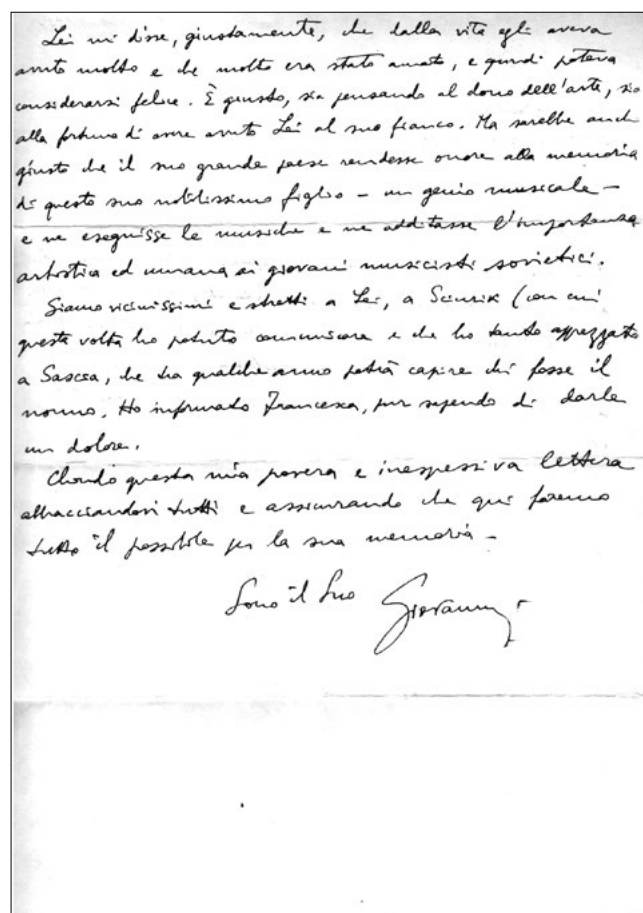 Lei mi disse, giustamente, che dalla vita egli aveva
avuto molto e che molto era stato amato, e quindi poteva
considerarsi felice. È giusto, sia pensando al dono dell'arte, sia
alla fortuna di avere avuto Lei al suo fianco. Ma sarebbe anche
giusto che il suo grande paese rendesse onore alla memoria
di questo suo nobilissimo figlio - un genio musicale -
e ne eseguisse le musiche e ne additasse l'importanza
artistica ed umana ai giovani musicisti sovietici.
Siamo vicinissimi e stretti a Lei, a Sciurik (con cui
questa volta ho potuto comunicare e che ho tanto apprezzato
a Sascia, che tra qualche anno potrà capire chi fosse il
nonno. Ho informato Francesca, pur sapendo di darle
un dolore.
Chiudo questa mia povera e inespressiva lettera
abbracciandovi tutti e assicurando che qui faremo
tutto il possibile per la sua memoria -
Sono il Suo Giovanni